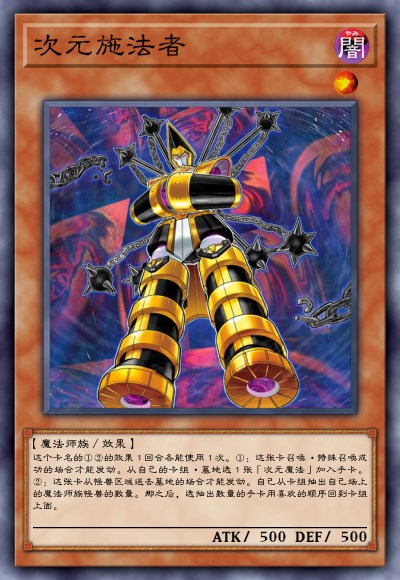 次元施法者
やみ
闇
【魔法师族/效果】
这个卡名的①②的效果1回合各能使用1次。①：这张卡召唤·特殊召唤成
功的场合才能发动。从自己的卡组·墓地选1张「次元魔法」加入手卡。
②：这张卡从怪兽区域送去墓地的场合才能发动。自己从卡组抽出自己场上
的魔法师族怪兽的数量。那之后，选抽出数量的手卡用喜欢的顺序回到卡组
上面。
ATK/ 500 DEF/ 500